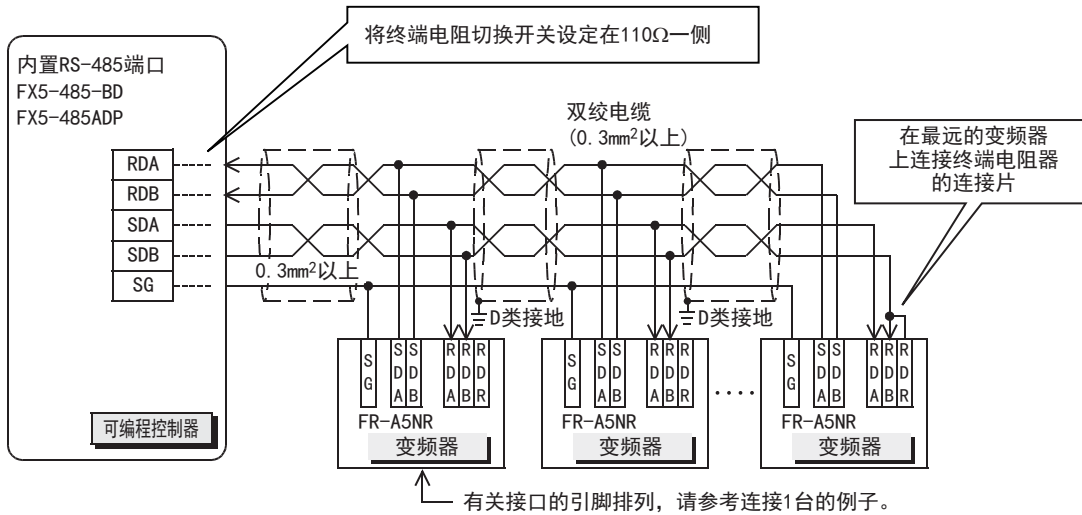 将终端电阻切换开关设定在110Ω一侧
内置RS-485端口
FX5-485-BD
FX5-485ADP
双绞电缆
(0.3mm²以上)
在最远的变频器
上连接终端电阻器
的连接片
RDA
RDB
SDA
SDB
SG
0.3mm²以上
D类接地
D类接地
SG SDA SDB RDA RDB RDR
SG SDA SDB RDA RDB RDR
SG SDA SDB RDA RDB RDR
FR-A5NR
FR-A5NR
FR-A5NR
可编程控制器
变频器
变频器
变频器
有关接口的引脚排列，请参考连接1台的例子。